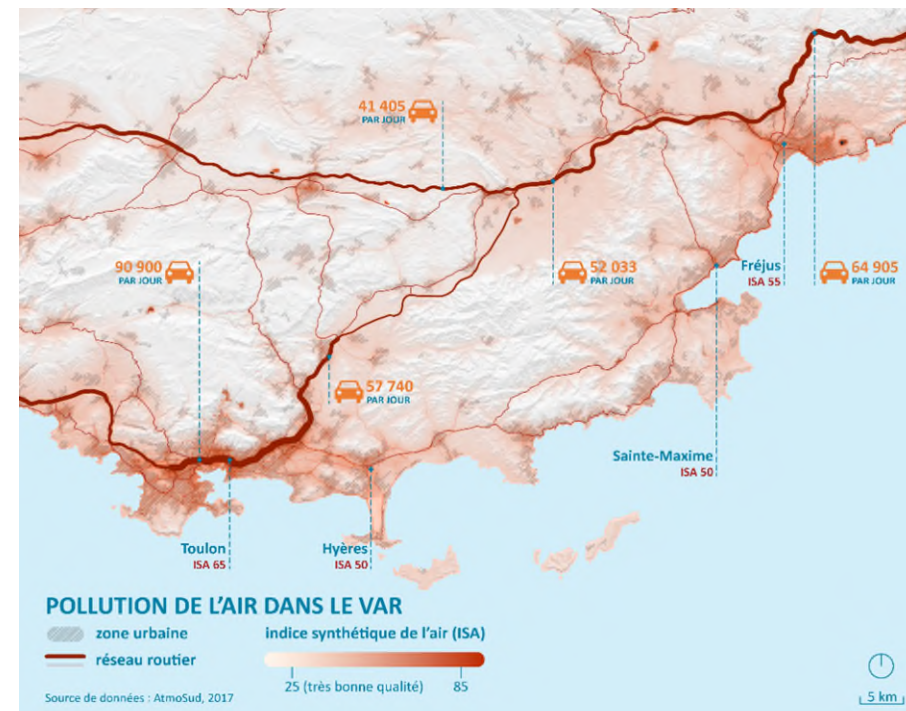 41 405
PAR JOUR
90 900
PAR JOUR
52 033
PAR JOUR
Fréjus
ISA 55
64 905
PAR JOUR
57 740
PAR JOUR
Sainte-Maxime
ISA 50
Toulon
ISA 65
Hyères
ISA 50
POLLUTION DE L'AIR DANS LE VAR
zone urbaine
réseau routier
indice synthétique de l'air (ISA)
25 (très bonne qualité) 85
Source de données : AtmoSud, 2017
5 km